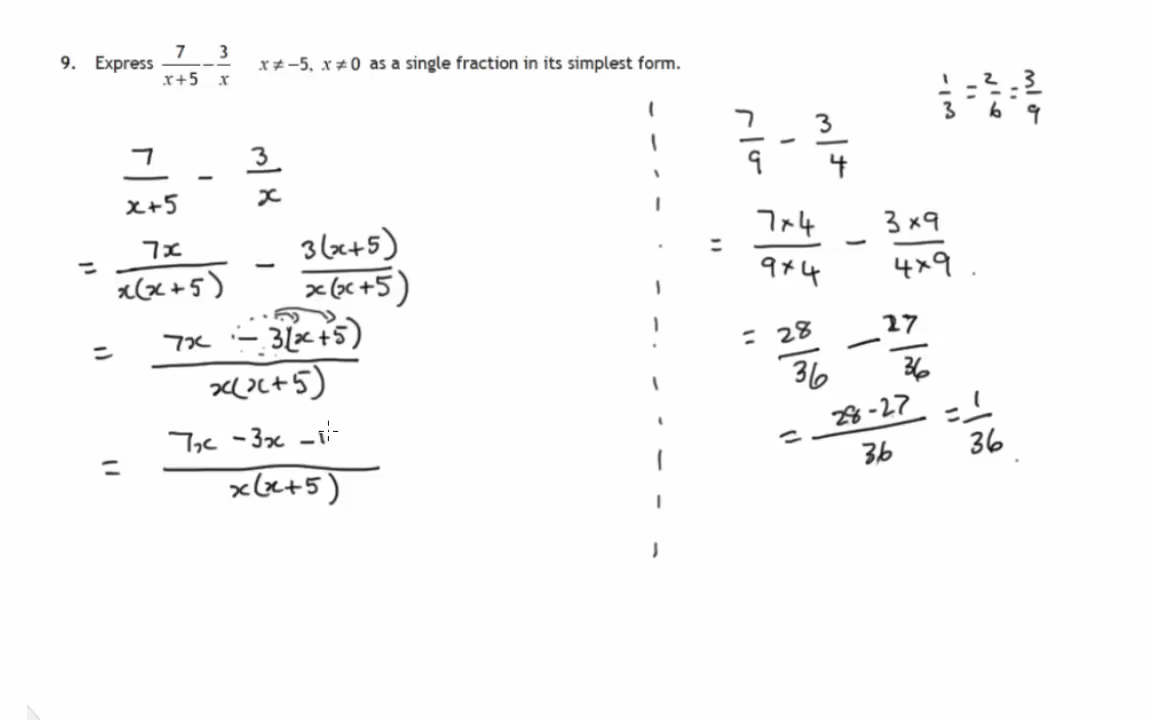 9. Express 7/(x+5) − 3/x x ≠ −5, x ≠ 0 as a single fraction in its simplest form.
7/(x+5) − 3/x
= 7x/(x(x+5)) − 3(x+5)/(x(x+5))
= (7x − 3(x+5))/(x(x+5))
= (7x − 3x − 1)/(x(x+5))
1/3 = 2/6 = 3/9
7/9 − 3/4
= (7×4)/(9×4) − (3×9)/(4×9).
= 28/36 − 27/36
= (28-27)/36 = 1/36.